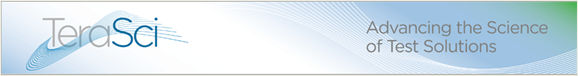 TeraSci
Advancing the Science
of Test Solutions